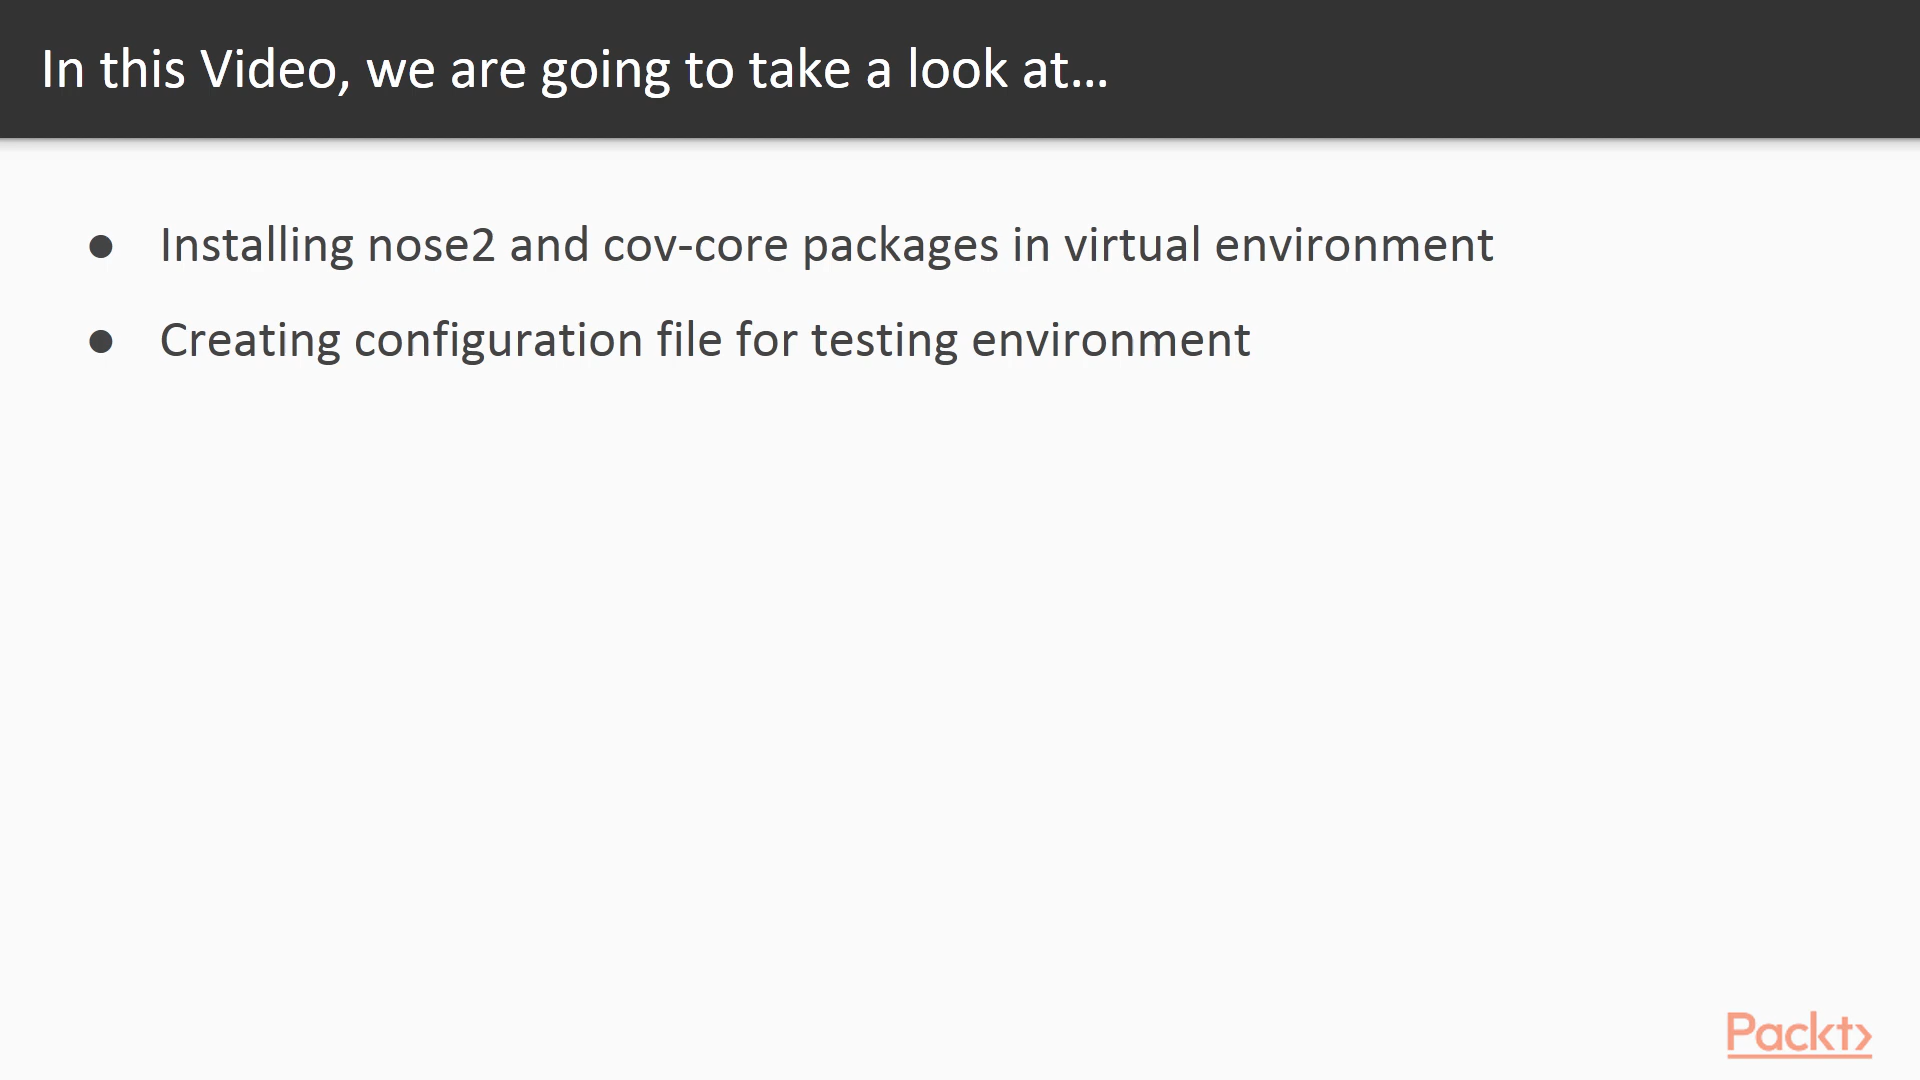 In this Video, we are going to take a look at...
● Installing nose2 and cov-core packages in virtual environment
● Creating configuration file for testing environment
Packt>